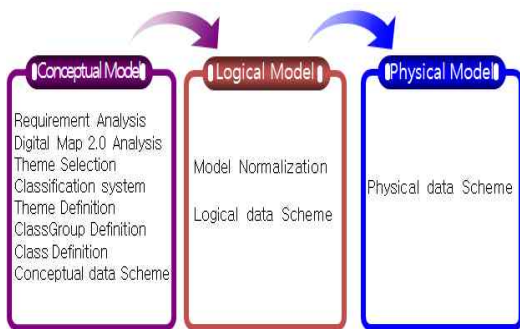 Conceptual Model
Requirement Analysis
Digital Map 2.0 Analysis
Theme Selection
Classification system
Theme Definition
ClassGroup Definition
Class Definition
Conceptual data Scheme
Logical Model
Model Normalization
Logical data Scheme
Physical Model
Physical data Scheme